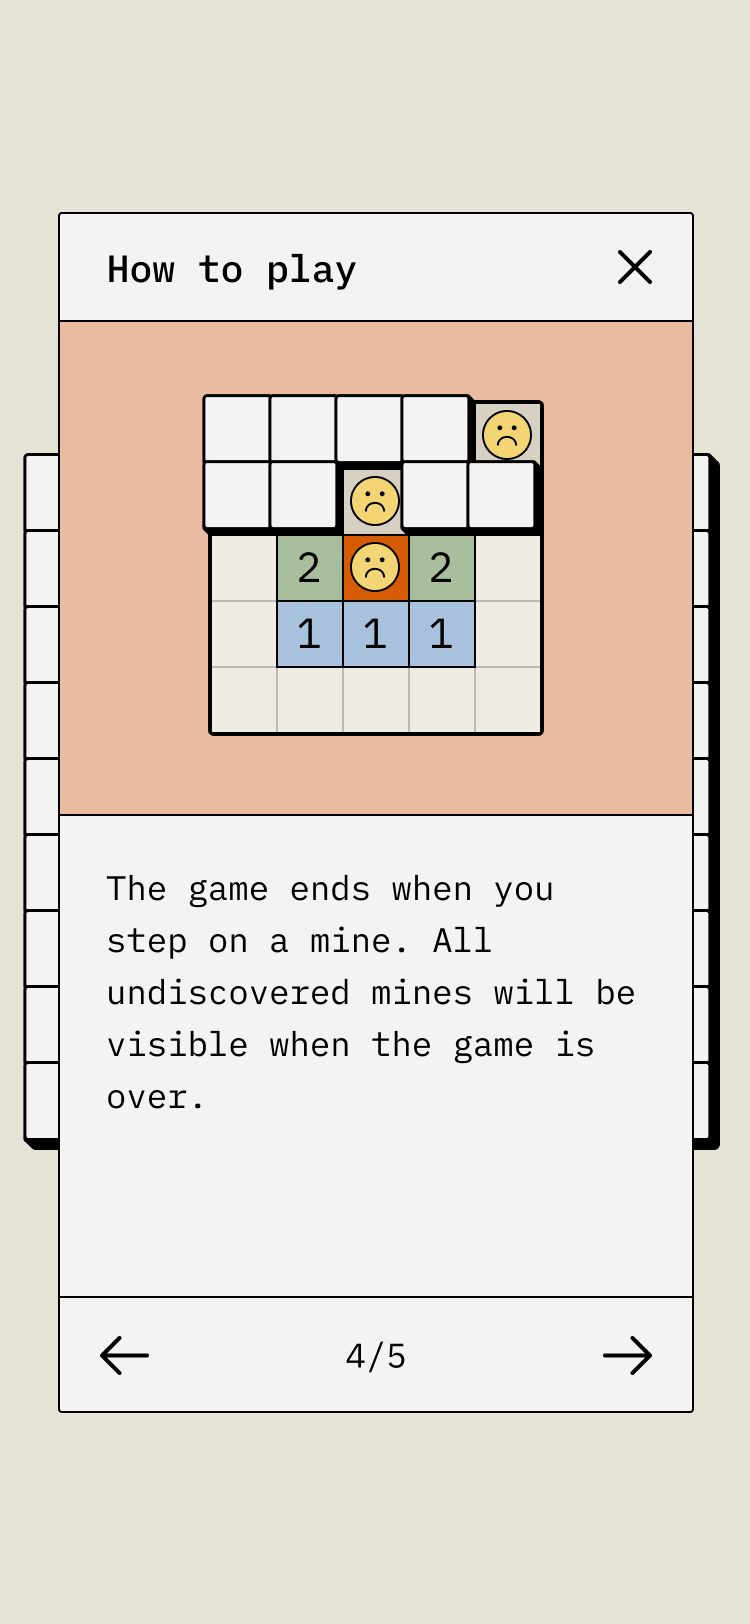 How to play
2 2
1 1 1
The game ends when you
step on a mine. All
undiscovered mines will be
visible when the game is
over.
4/5